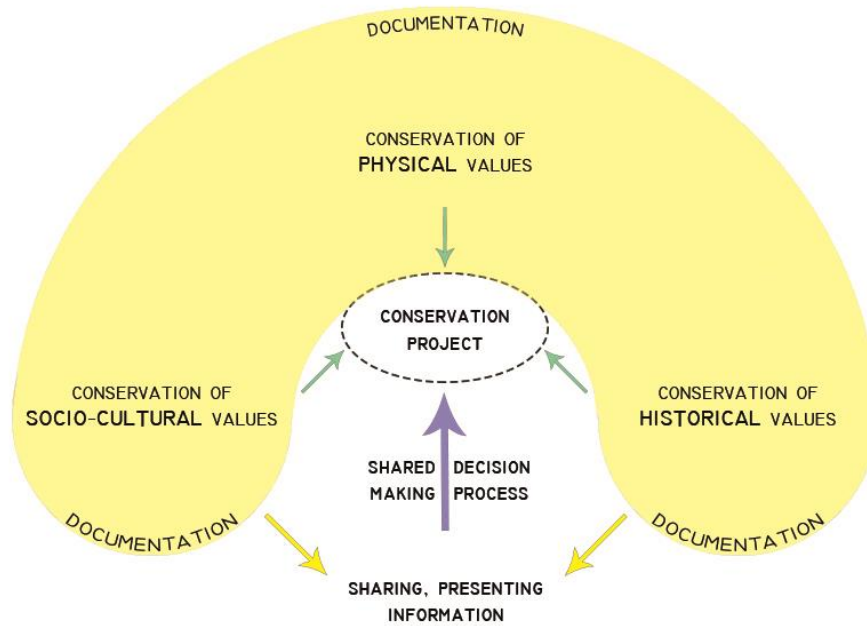 DOCUMENTATION
CONSERVATION OF
PHYSICAL VALUES
CONSERVATION
PROJECT
CONSERVATION OF
SOCIO-CULTURAL VALUES
CONSERVATION OF
HISTORICAL VALUES
SHARED DECISION
MAKING PROCESS
DOCUMENTATION
DOCUMENTATION
SHARING, PRESENTING
INFORMATION